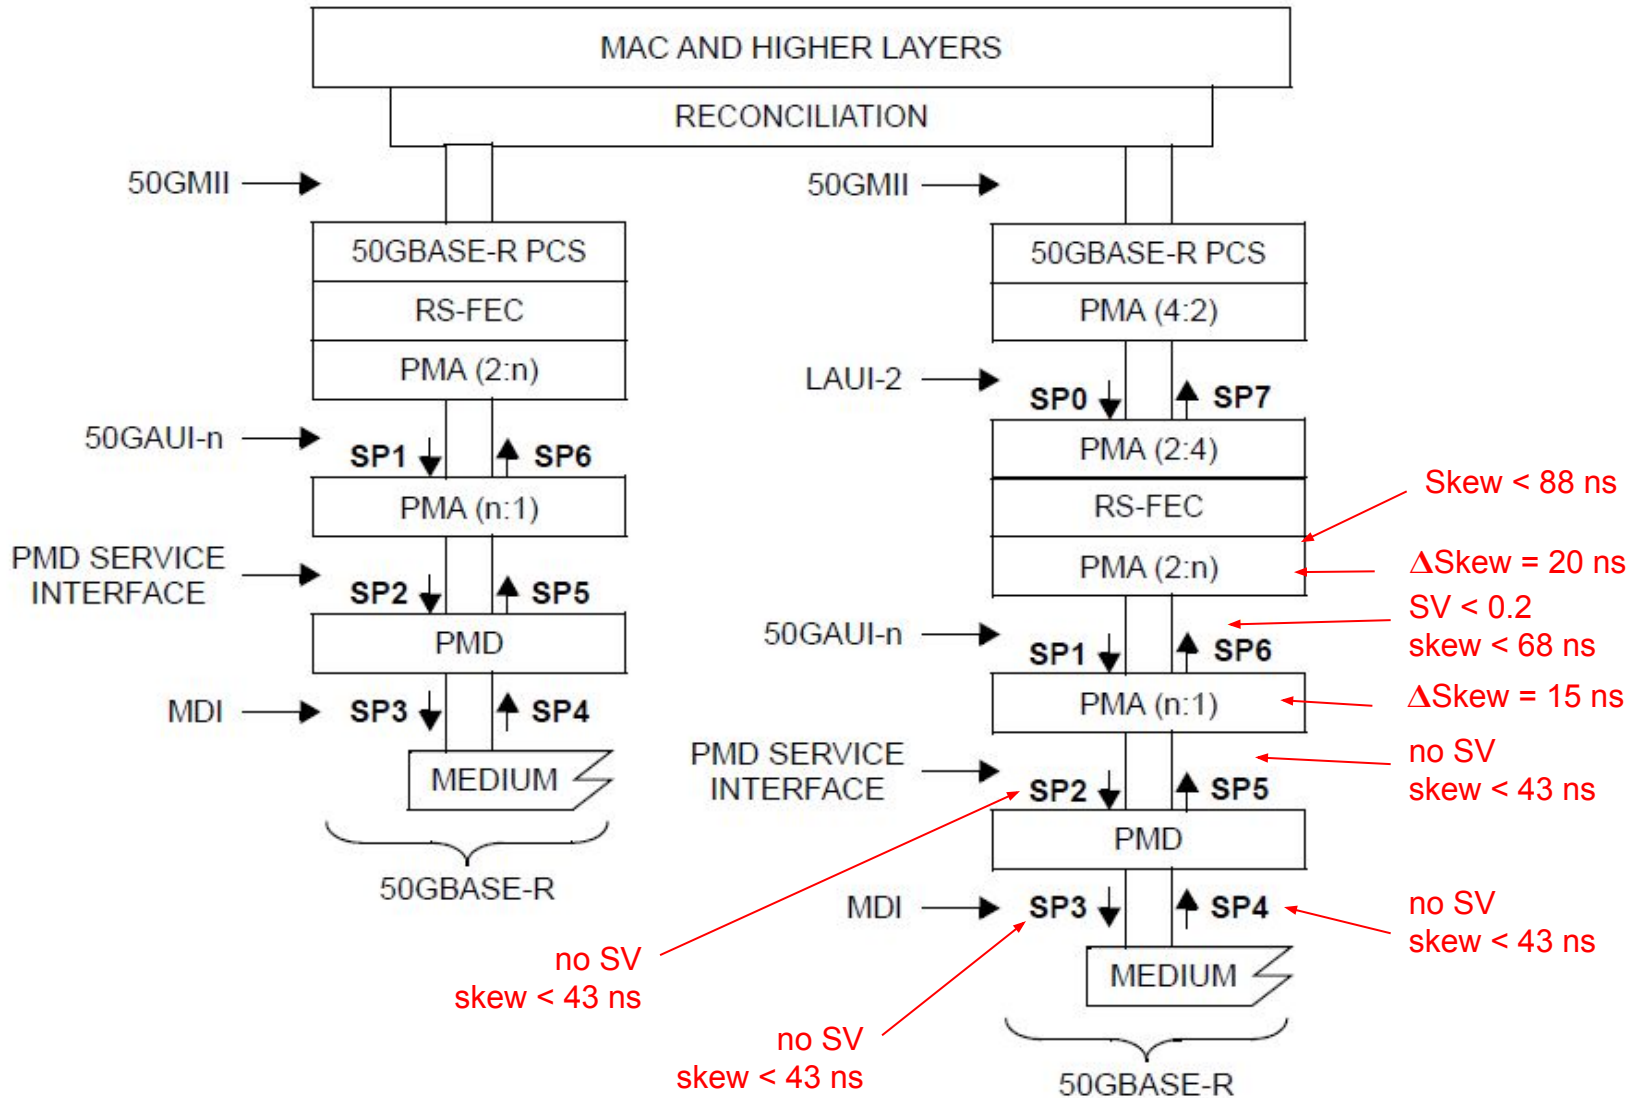 MAC AND HIGHER LAYERS
RECONCILIATION
50GMII
50GBASE-R PCS
RS-FEC
PMA (2:n)
50GAUI-n
SP1
SP6
PMA (n:1)
PMD SERVICE
INTERFACE
SP2
SP5
PMD
MDI
SP3
SP4
MEDIUM
50GBASE-R
50GMII
50GBASE-R PCS
PMA (4:2)
LAUI-2
SP0
SP7
PMA (2:4)
RS-FEC
Skew < 88 ns
PMA (2:n)
ΔSkew = 20 ns
SV < 0.2
skew < 68 ns
50GAUI-n
SP1
SP6
PMA (n:1)
ΔSkew = 15 ns
PMD SERVICE
INTERFACE
no SV
skew < 43 ns
SP2
SP5
PMD
MDI
SP3
SP4
no SV
skew < 43 ns
no SV
skew < 43 ns
MEDIUM
no SV
skew < 43 ns
50GBASE-R